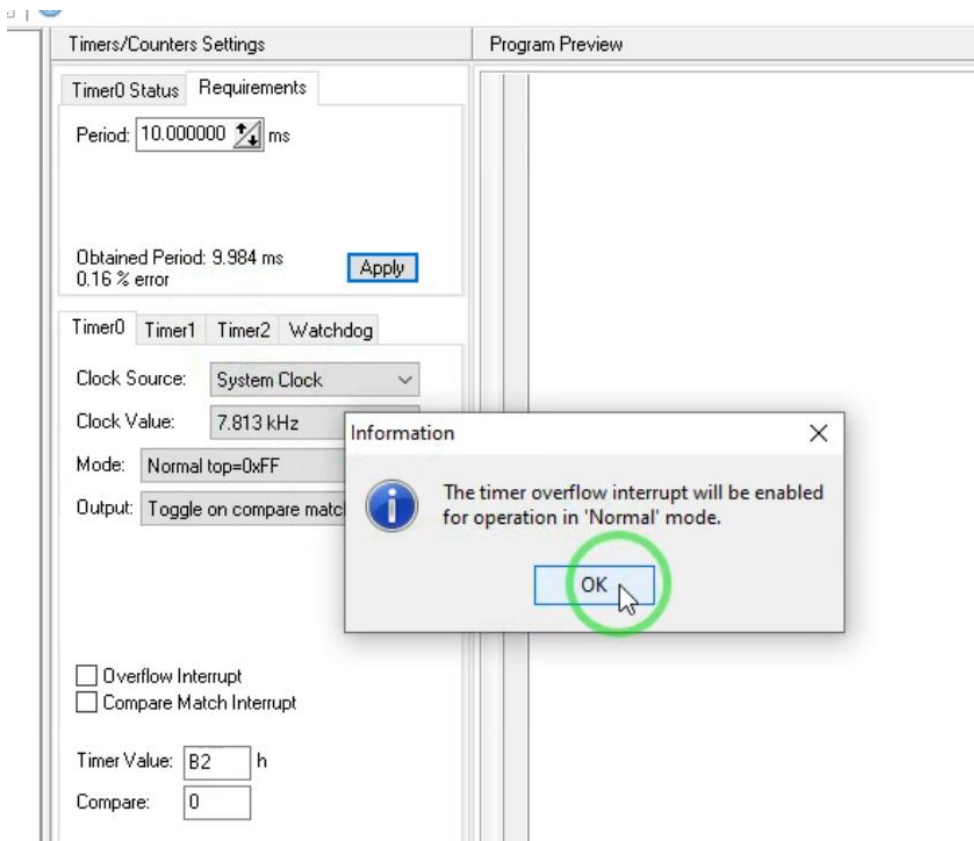 Timers/Counters Settings
Program Preview
Timer0 Status Requirements
Period: 10.000000 ms
Obtained Period: 9.984 ms
0.16 % error
Apply
Timer0 Timer1 Timer2 Watchdog
Clock Source: System Clock
Clock Value: 7.813 kHz
Mode: Normal top=0xFF
Output: Toggle on compare matc
Information
The timer overflow interrupt will be enabled
for operation in 'Normal' mode.
OK
Overflow Interrupt
Compare Match Interrupt
Timer Value: B2 h
Compare: 0